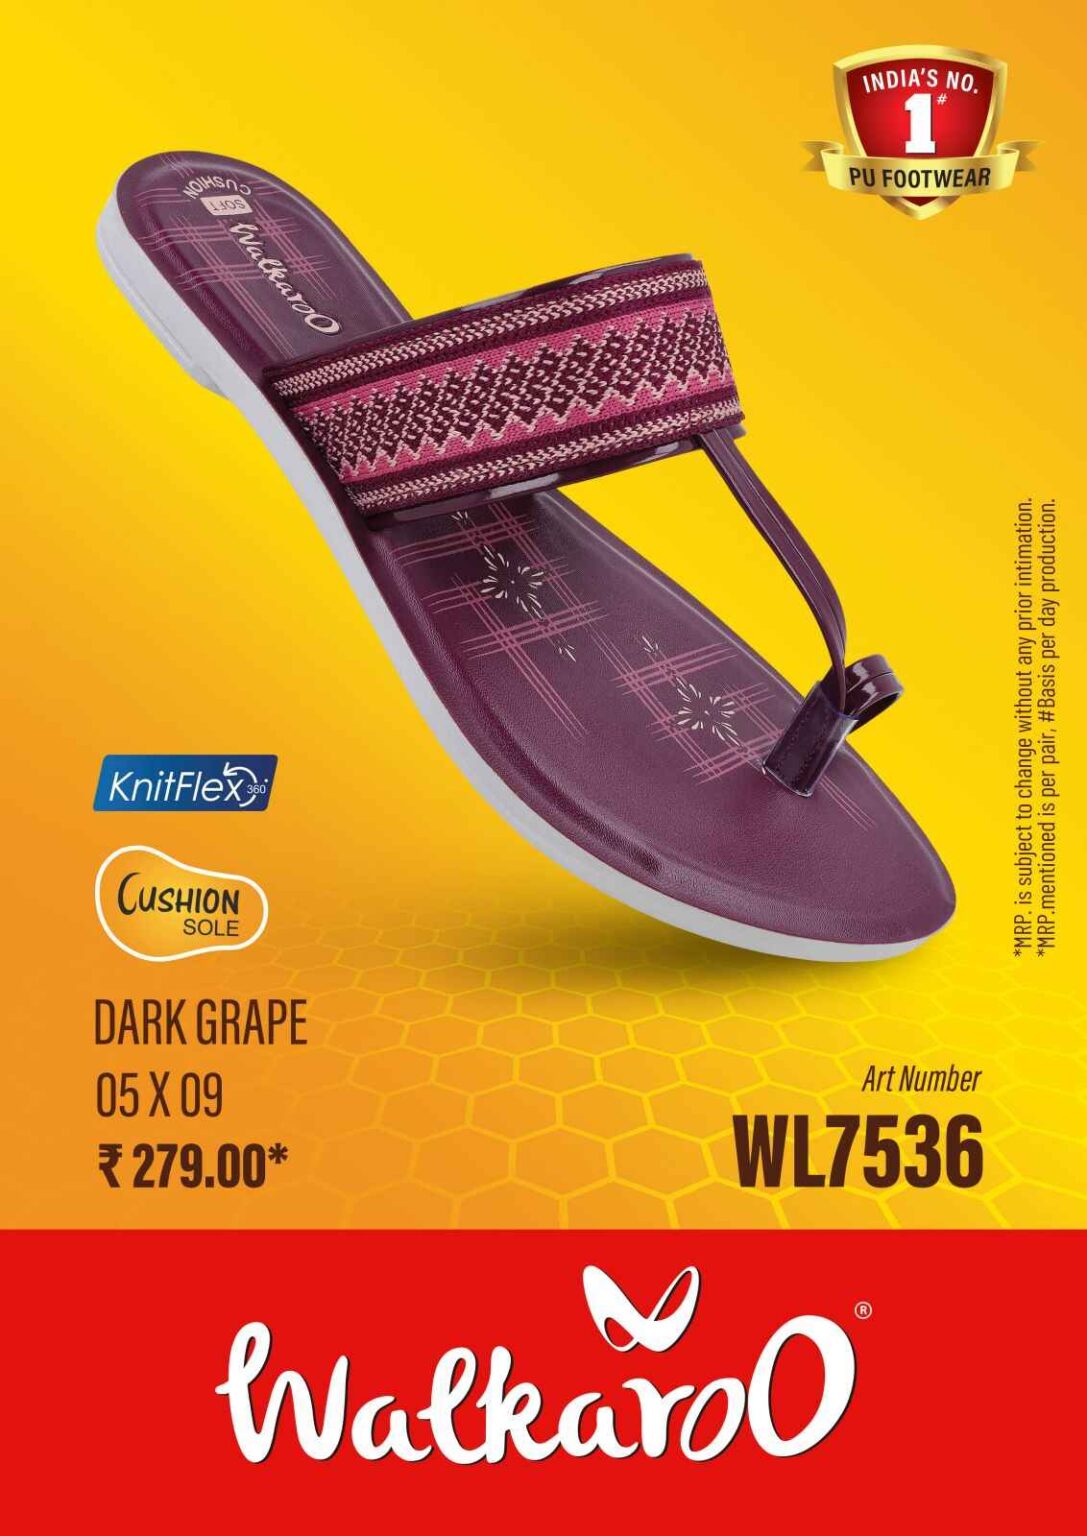 INDIA'S NO.
1#
PU FOOTWEAR
CUSHION
SOFT
Walkaroo
*MRP. is subject to change without any prior intimation.
*MRP.mentioned is per pair, #Basis per day production.
KnitFlex 360°
CUSHION
SOLE
DARK GRAPE
05 X 09
₹ 279.00*
Art Number
WL7536
Walkaroo®